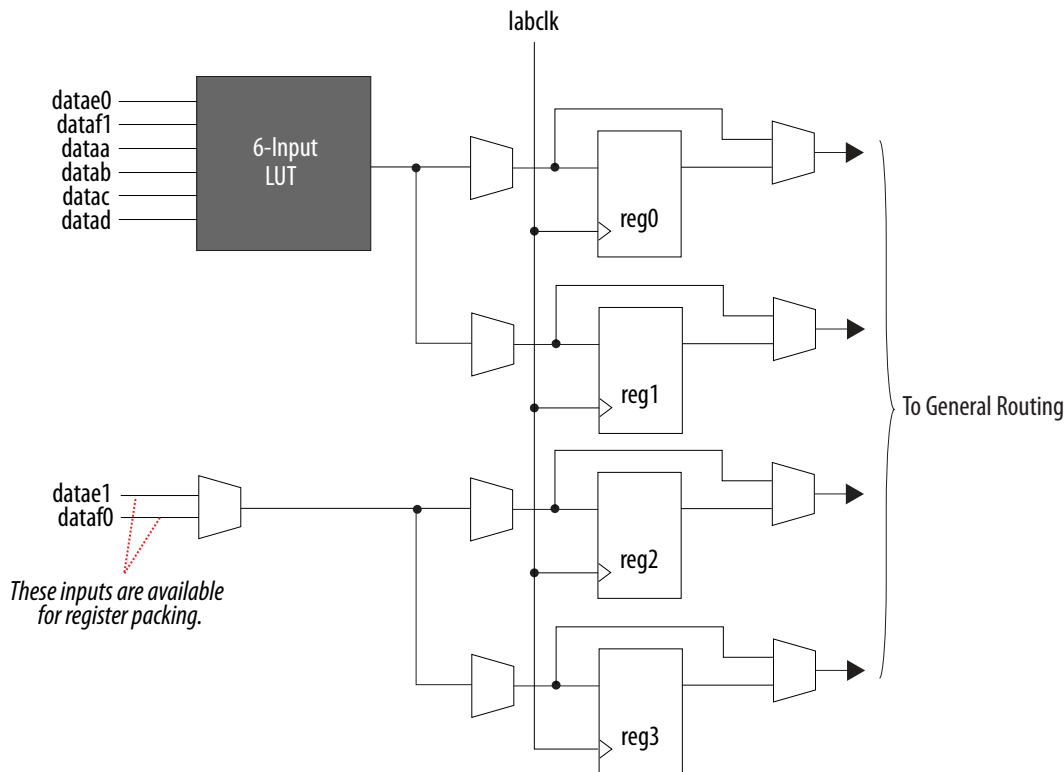 labclk
datae0
dataf1
dataa
datab
datac
datad
6-Input
LUT
reg0
reg1
To General Routing
datae1
dataf0
These inputs are available
for register packing.
reg2
reg3